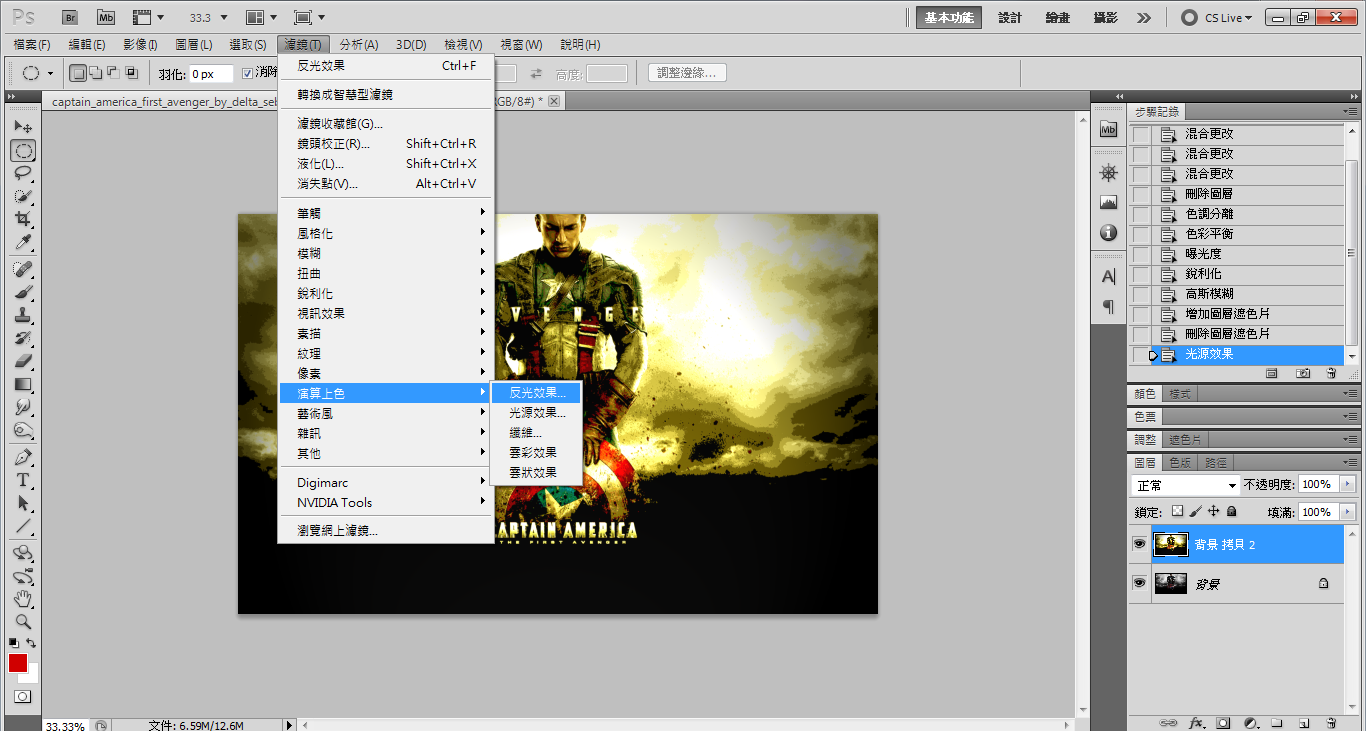 Ps Br Mb 33.3 基本功能 設計 繪畫 攝影 CS Live
檔案(F) 編輯(E) 影像(I) 圖層(L) 選取(S) 濾鏡(T) 分析(A) 3D(D) 檢視(V) 視窗(W) 說明(H)
羽化: 0 px 消除 高度: 調整邊緣...
captain_america_first_avenger_by_delta_seb RGB/8#) *
反光效果 Ctrl+F
轉換成智慧型濾鏡
濾鏡收藏館(G)...
鏡頭校正(R)... Shift+Ctrl+R
液化(L)... Shift+Ctrl+X
消失點(V)... Alt+Ctrl+V
筆觸
風格化
模糊
扭曲
銳利化
視訊效果
素描
紋理
像素
演算上色
藝術風
雜訊
其他
Digimarc
NVIDIA Tools
瀏覽網上濾鏡...
反光效果...
光源效果...
纖維...
雲彩效果
雲狀效果
VENGE
CAPTAIN AMERICA
THE FIRST AVENGER
步驟記錄
Mb
混合更改
混合更改
混合更改
刪除圖層
色調分離
色彩平衡
曝光度
銳利化
高斯模糊
增加圖層遮色片
刪除圖層遮色片
光源效果
顏色 樣式
色票
調整 遮色片
圖層 色版 路徑
正常 不透明度: 100%
鎖定: 填滿: 100%
背景 拷貝 2
背景
33.33% 文件: 6.59M/12.6M